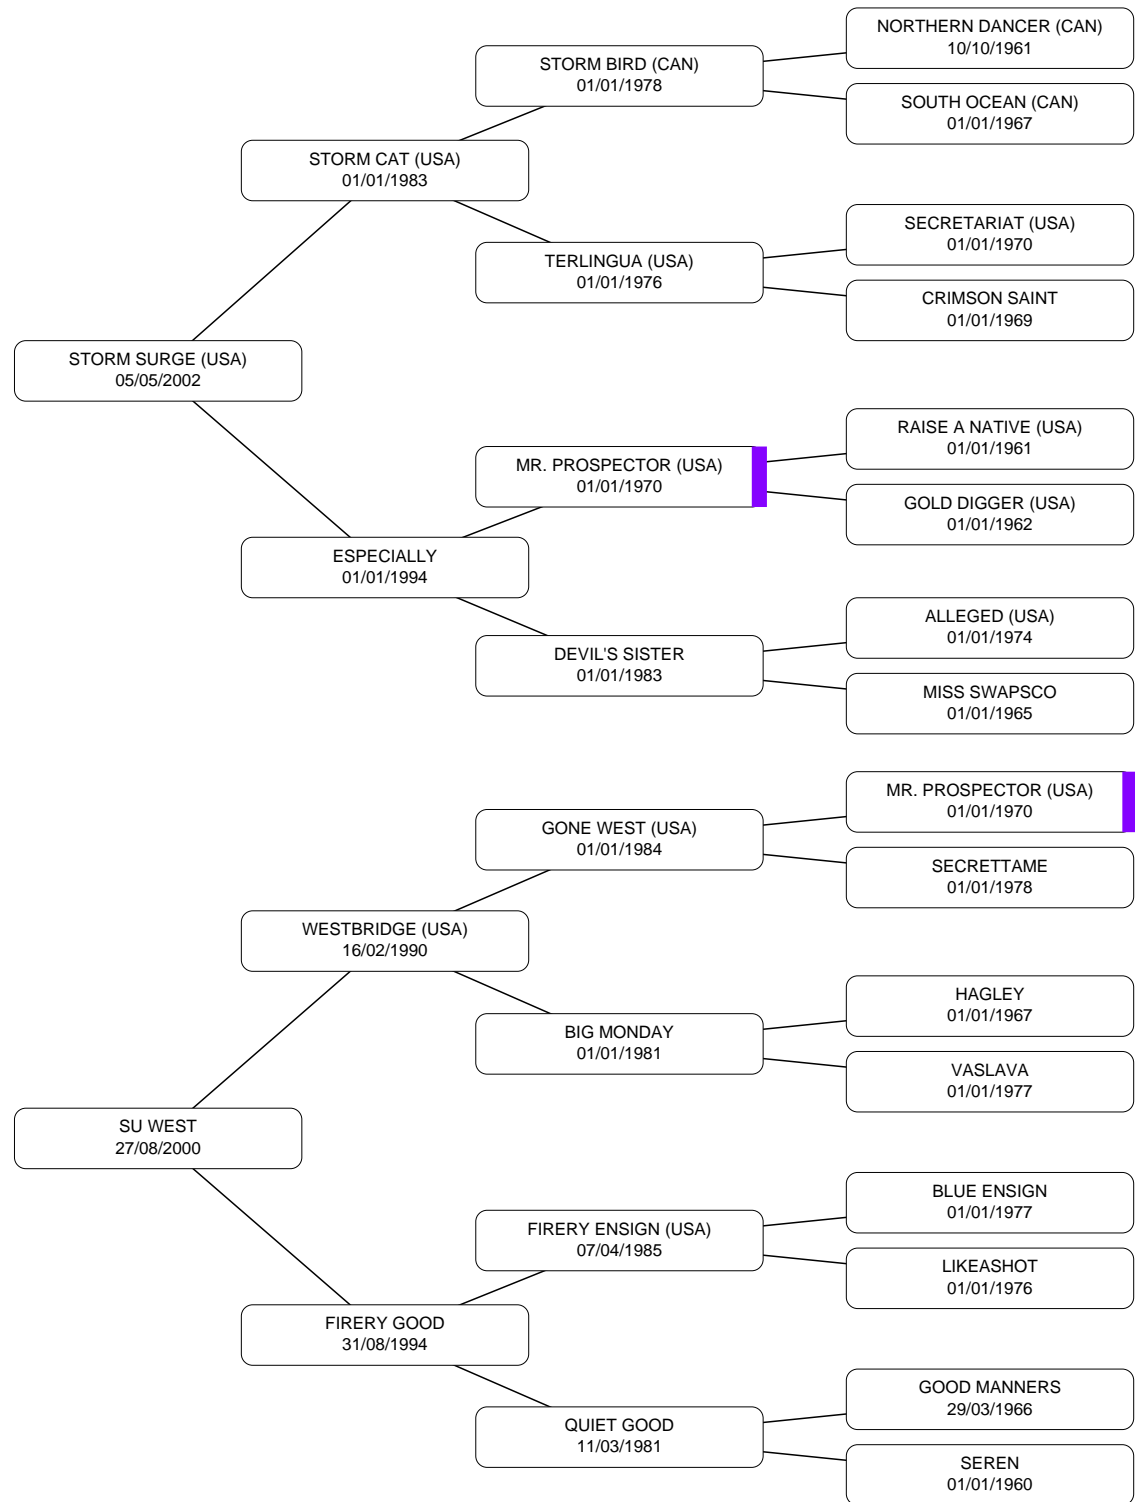 NORTHERN DANCER (CAN)
10/10/1961
STORM BIRD (CAN)
01/01/1978
SOUTH OCEAN (CAN)
01/01/1967
STORM CAT (USA)
01/01/1983
SECRETARIAT (USA)
01/01/1970
TERLINGUA (USA)
01/01/1976
CRIMSON SAINT
01/01/1969
STORM SURGE (USA)
05/05/2002
RAISE A NATIVE (USA)
01/01/1961
MR. PROSPECTOR (USA)
01/01/1970
GOLD DIGGER (USA)
01/01/1962
ESPECIALLY
01/01/1994
ALLEGED (USA)
01/01/1974
DEVIL'S SISTER
01/01/1983
MISS SWAPSCO
01/01/1965
MR. PROSPECTOR (USA)
01/01/1970
GONE WEST (USA)
01/01/1984
SECRETTAME
01/01/1978
WESTBRIDGE (USA)
16/02/1990
HAGLEY
01/01/1967
BIG MONDAY
01/01/1981
VASLAVA
01/01/1977
SU WEST
27/08/2000
BLUE ENSIGN
01/01/1977
FIRERY ENSIGN (USA)
07/04/1985
LIKEASHOT
01/01/1976
FIRERY GOOD
31/08/1994
GOOD MANNERS
29/03/1966
QUIET GOOD
11/03/1981
SEREN
01/01/1960